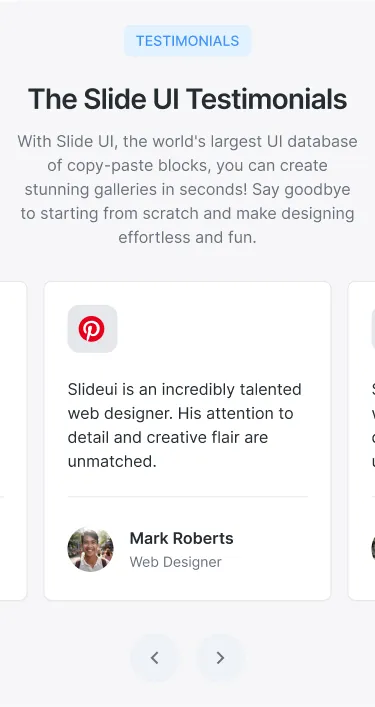 TESTIMONIALS
The Slide UI Testimonials
With Slide UI, the world's largest UI database
of copy-paste blocks, you can create
stunning galleries in seconds! Say goodbye
to starting from scratch and make designing
effortless and fun.
Slideui is an incredibly talented
web designer. His attention to
detail and creative flair are
unmatched.
Mark Roberts
Web Designer